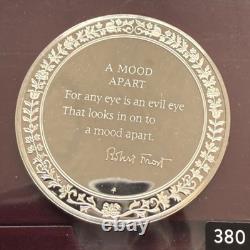 A MOOD
APART
For any eye is an evil eye
That looks in on to
a mood apart.
Robert Frost
380
ebay